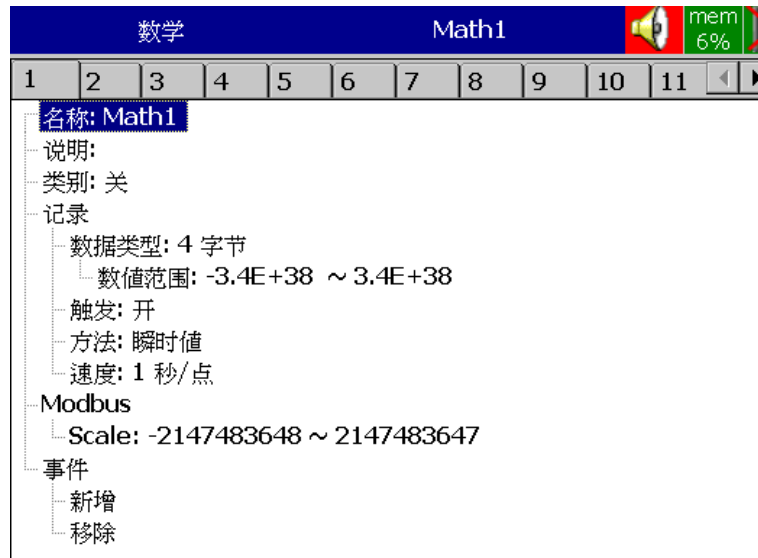 数学 Math1 mem 6%
1 2 3 4 5 6 7 8 9 10 11
名称: Math1
说明:
类别: 关
记录
数据类型: 4 字节
数值范围: -3.4E+38 ~ 3.4E+38
触发: 开
方法: 瞬时值
速度: 1 秒/点
Modbus
Scale: -2147483648 ~ 2147483647
事件
新增
移除